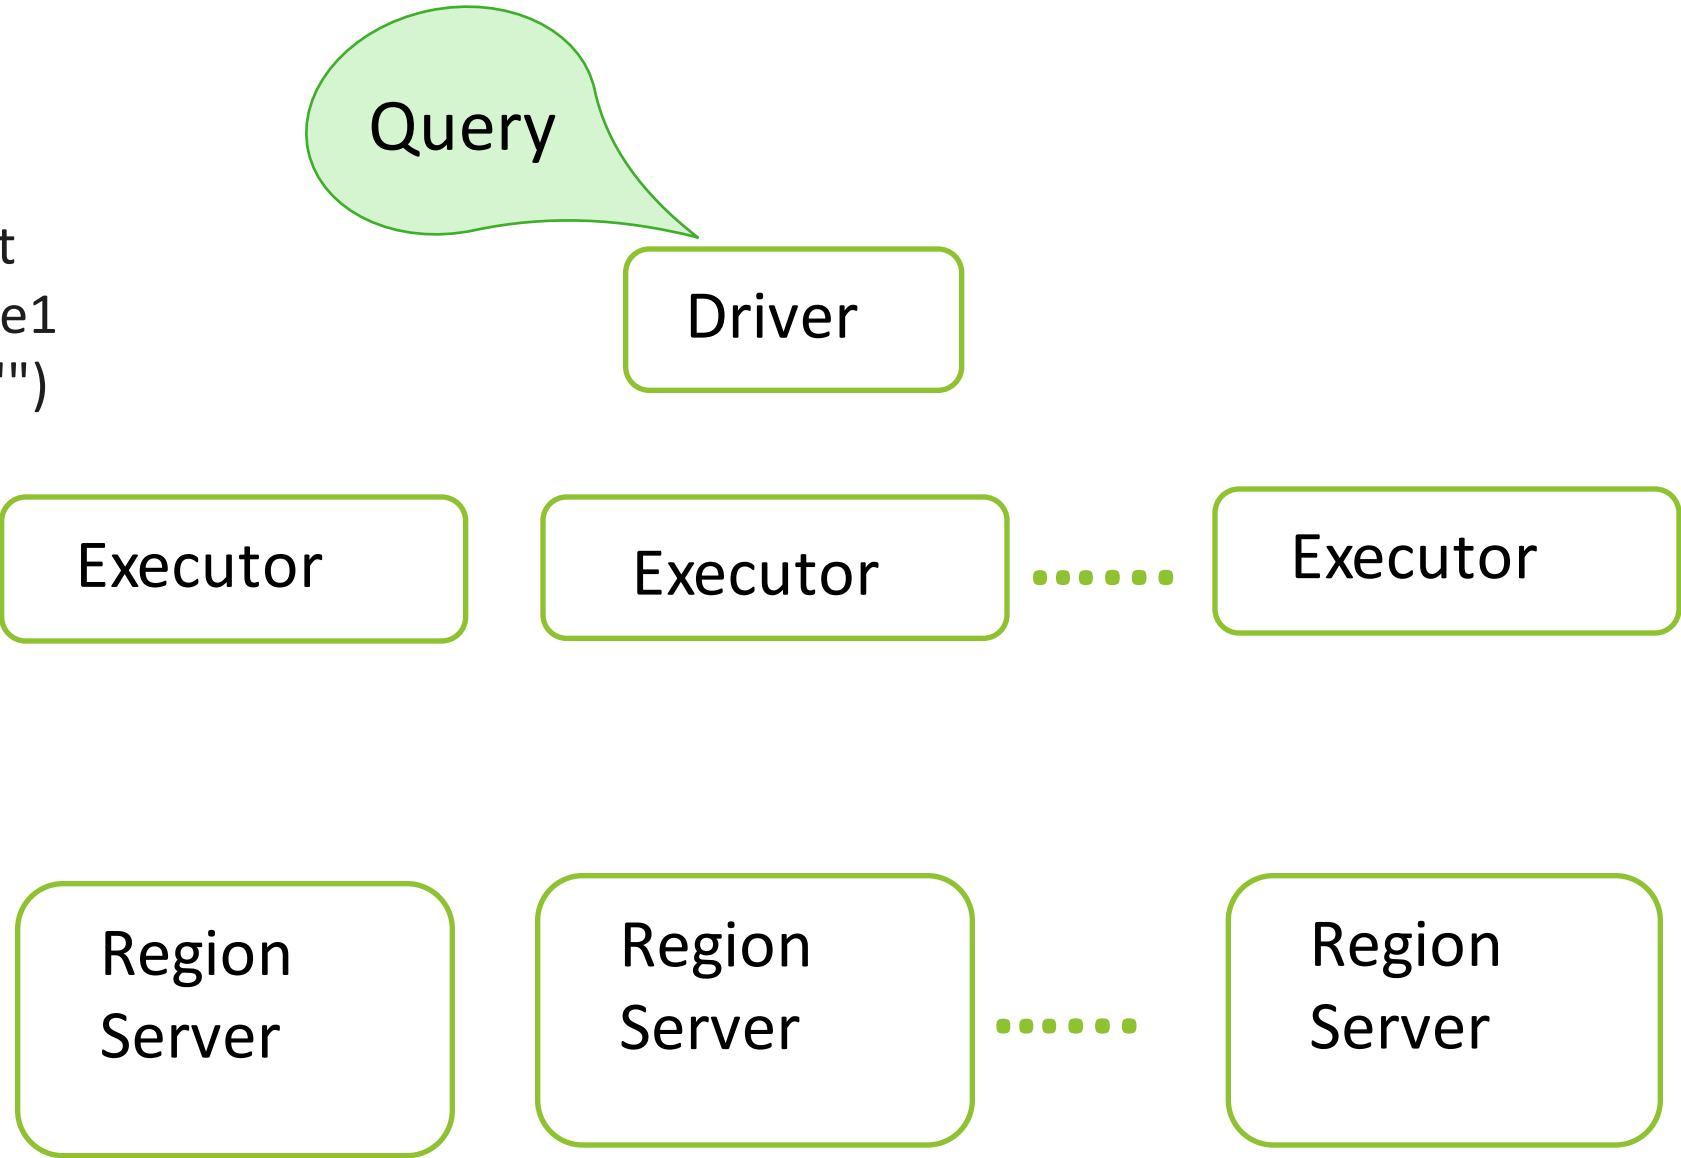 Query
t
e1
"")
Driver
Executor
Executor
Executor
Region
Server
Region
Server
Region
Server